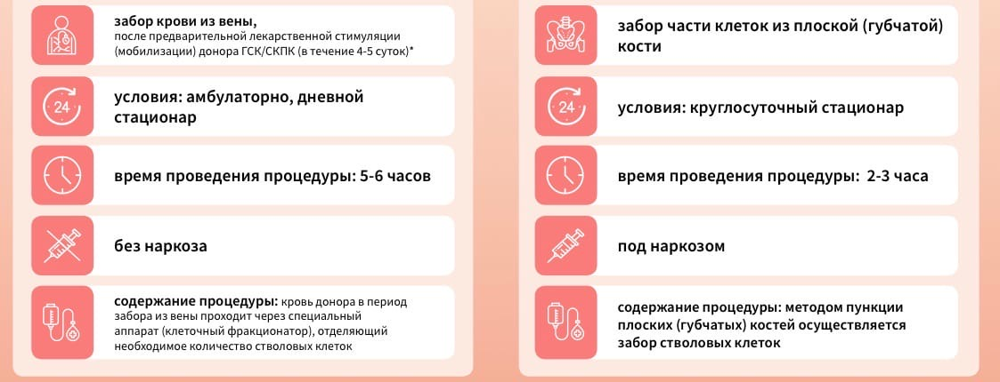 забор крови из вены,
после предварительной лекарственной стимуляции
(мобилизации) донора ГСК/СКПК (в течение 4-5 суток)*
24
условия: амбулаторно, дневной
стационар
время проведения процедуры: 5-6 часов
без наркоза
содержание процедуры: кровь донора в период
забора из вены проходит через специальный
аппарат (клеточный фракционатор), отделяющий
необходимое количество стволовых клеток
забор части клеток из плоской (губчатой)
кости
24
условия: круглосуточный стационар
время проведения процедуры: 2-3 часа
под наркозом
содержание процедуры: методом пункции
плоских (губчатых) костей осуществляется
забор стволовых клеток